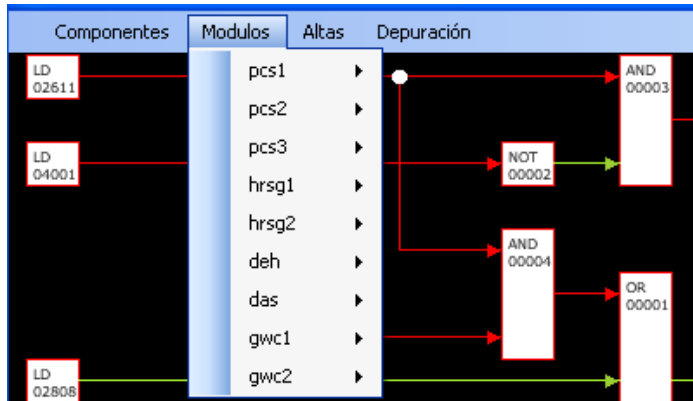 Componentes Modulos Altas Depuración
LD
02611
pcs1
AND
00003
pcs2
LD
04001
pcs3
NOT
00002
hrsg1
hrsg2
AND
00004
deh
das
OR
00001
gwc1
LD
02808
gwc2